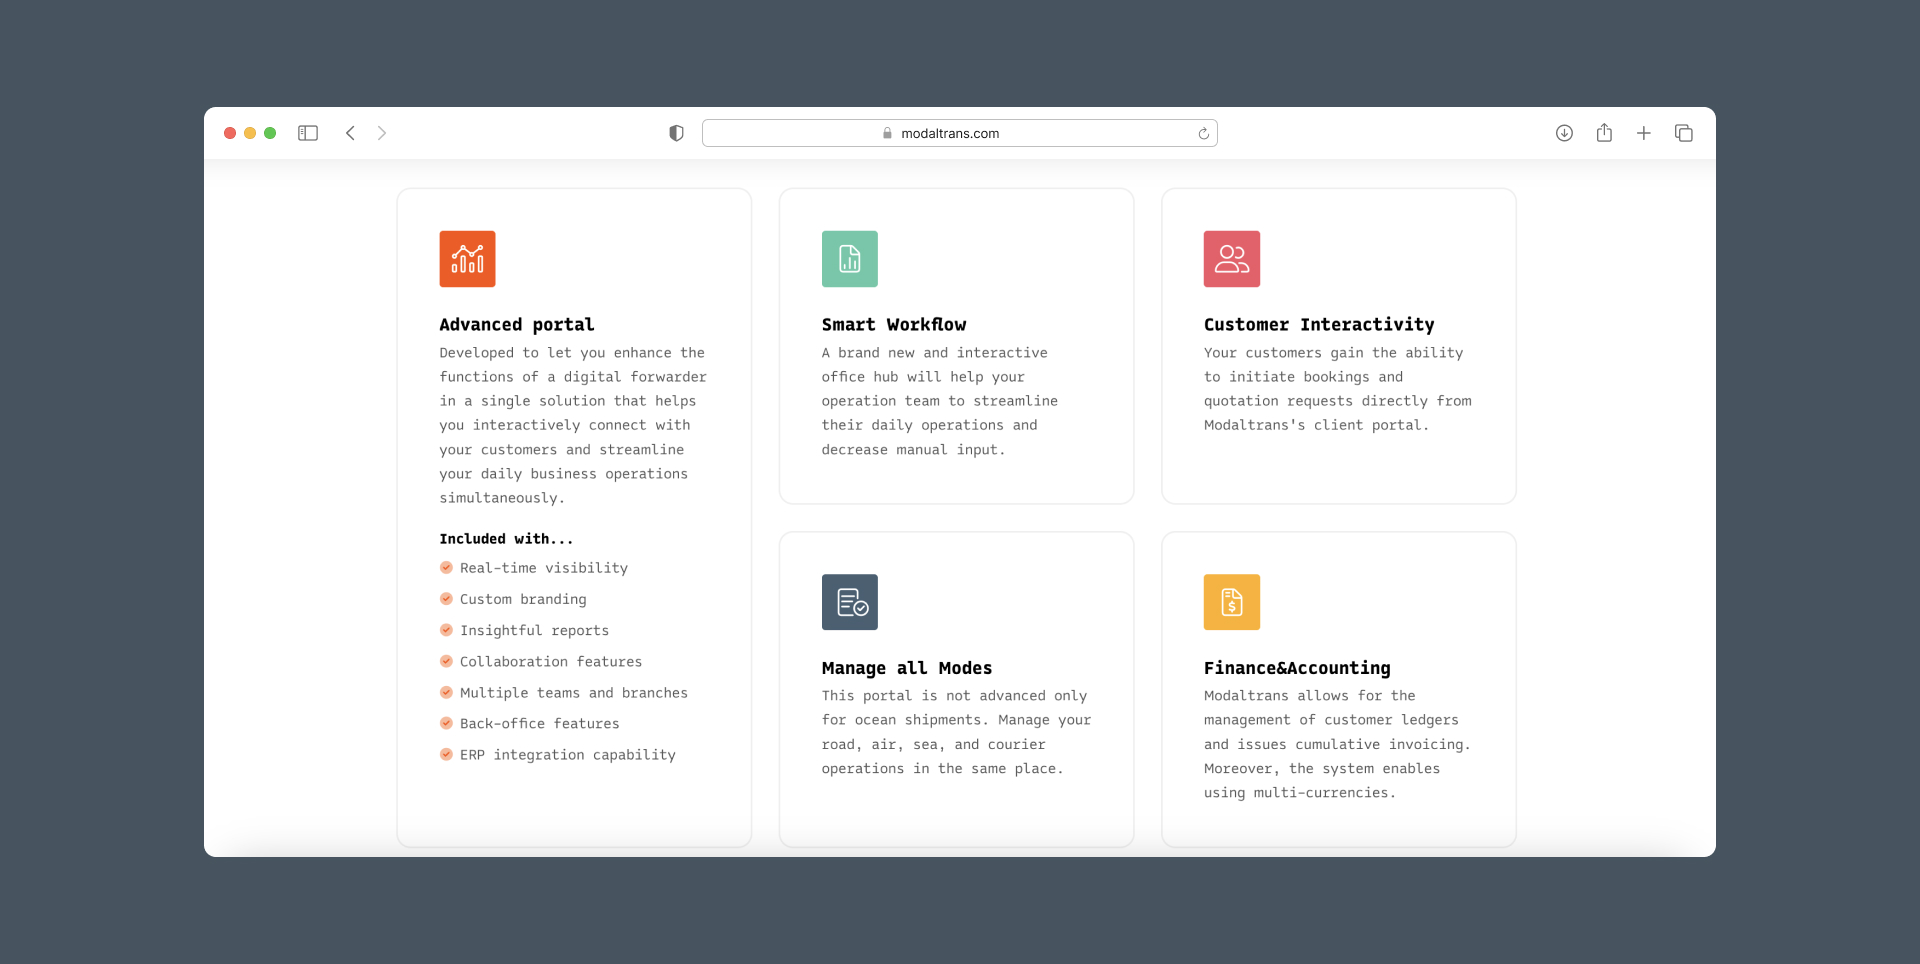 modaltrans.com
Advanced portal
Developed to let you enhance the
functions of a digital forwarder
in a single solution that helps
you interactively connect with
your customers and streamline
your daily business operations
simultaneously.
Included with...
Real-time visibility
Custom branding
Insightful reports
Collaboration features
Multiple teams and branches
Back-office features
ERP integration capability
Smart Workflow
A brand new and interactive
office hub will help your
operation team to streamline
their daily operations and
decrease manual input.
Customer Interactivity
Your customers gain the ability
to initiate bookings and
quotation requests directly from
Modaltrans's client portal.
Manage all Modes
This portal is not advanced only
for ocean shipments. Manage your
road, air, sea, and courier
operations in the same place.
$
Finance&Accounting
Modaltrans allows for the
management of customer ledgers
and issues cumulative invoicing.
Moreover, the system enables
using multi-currencies.